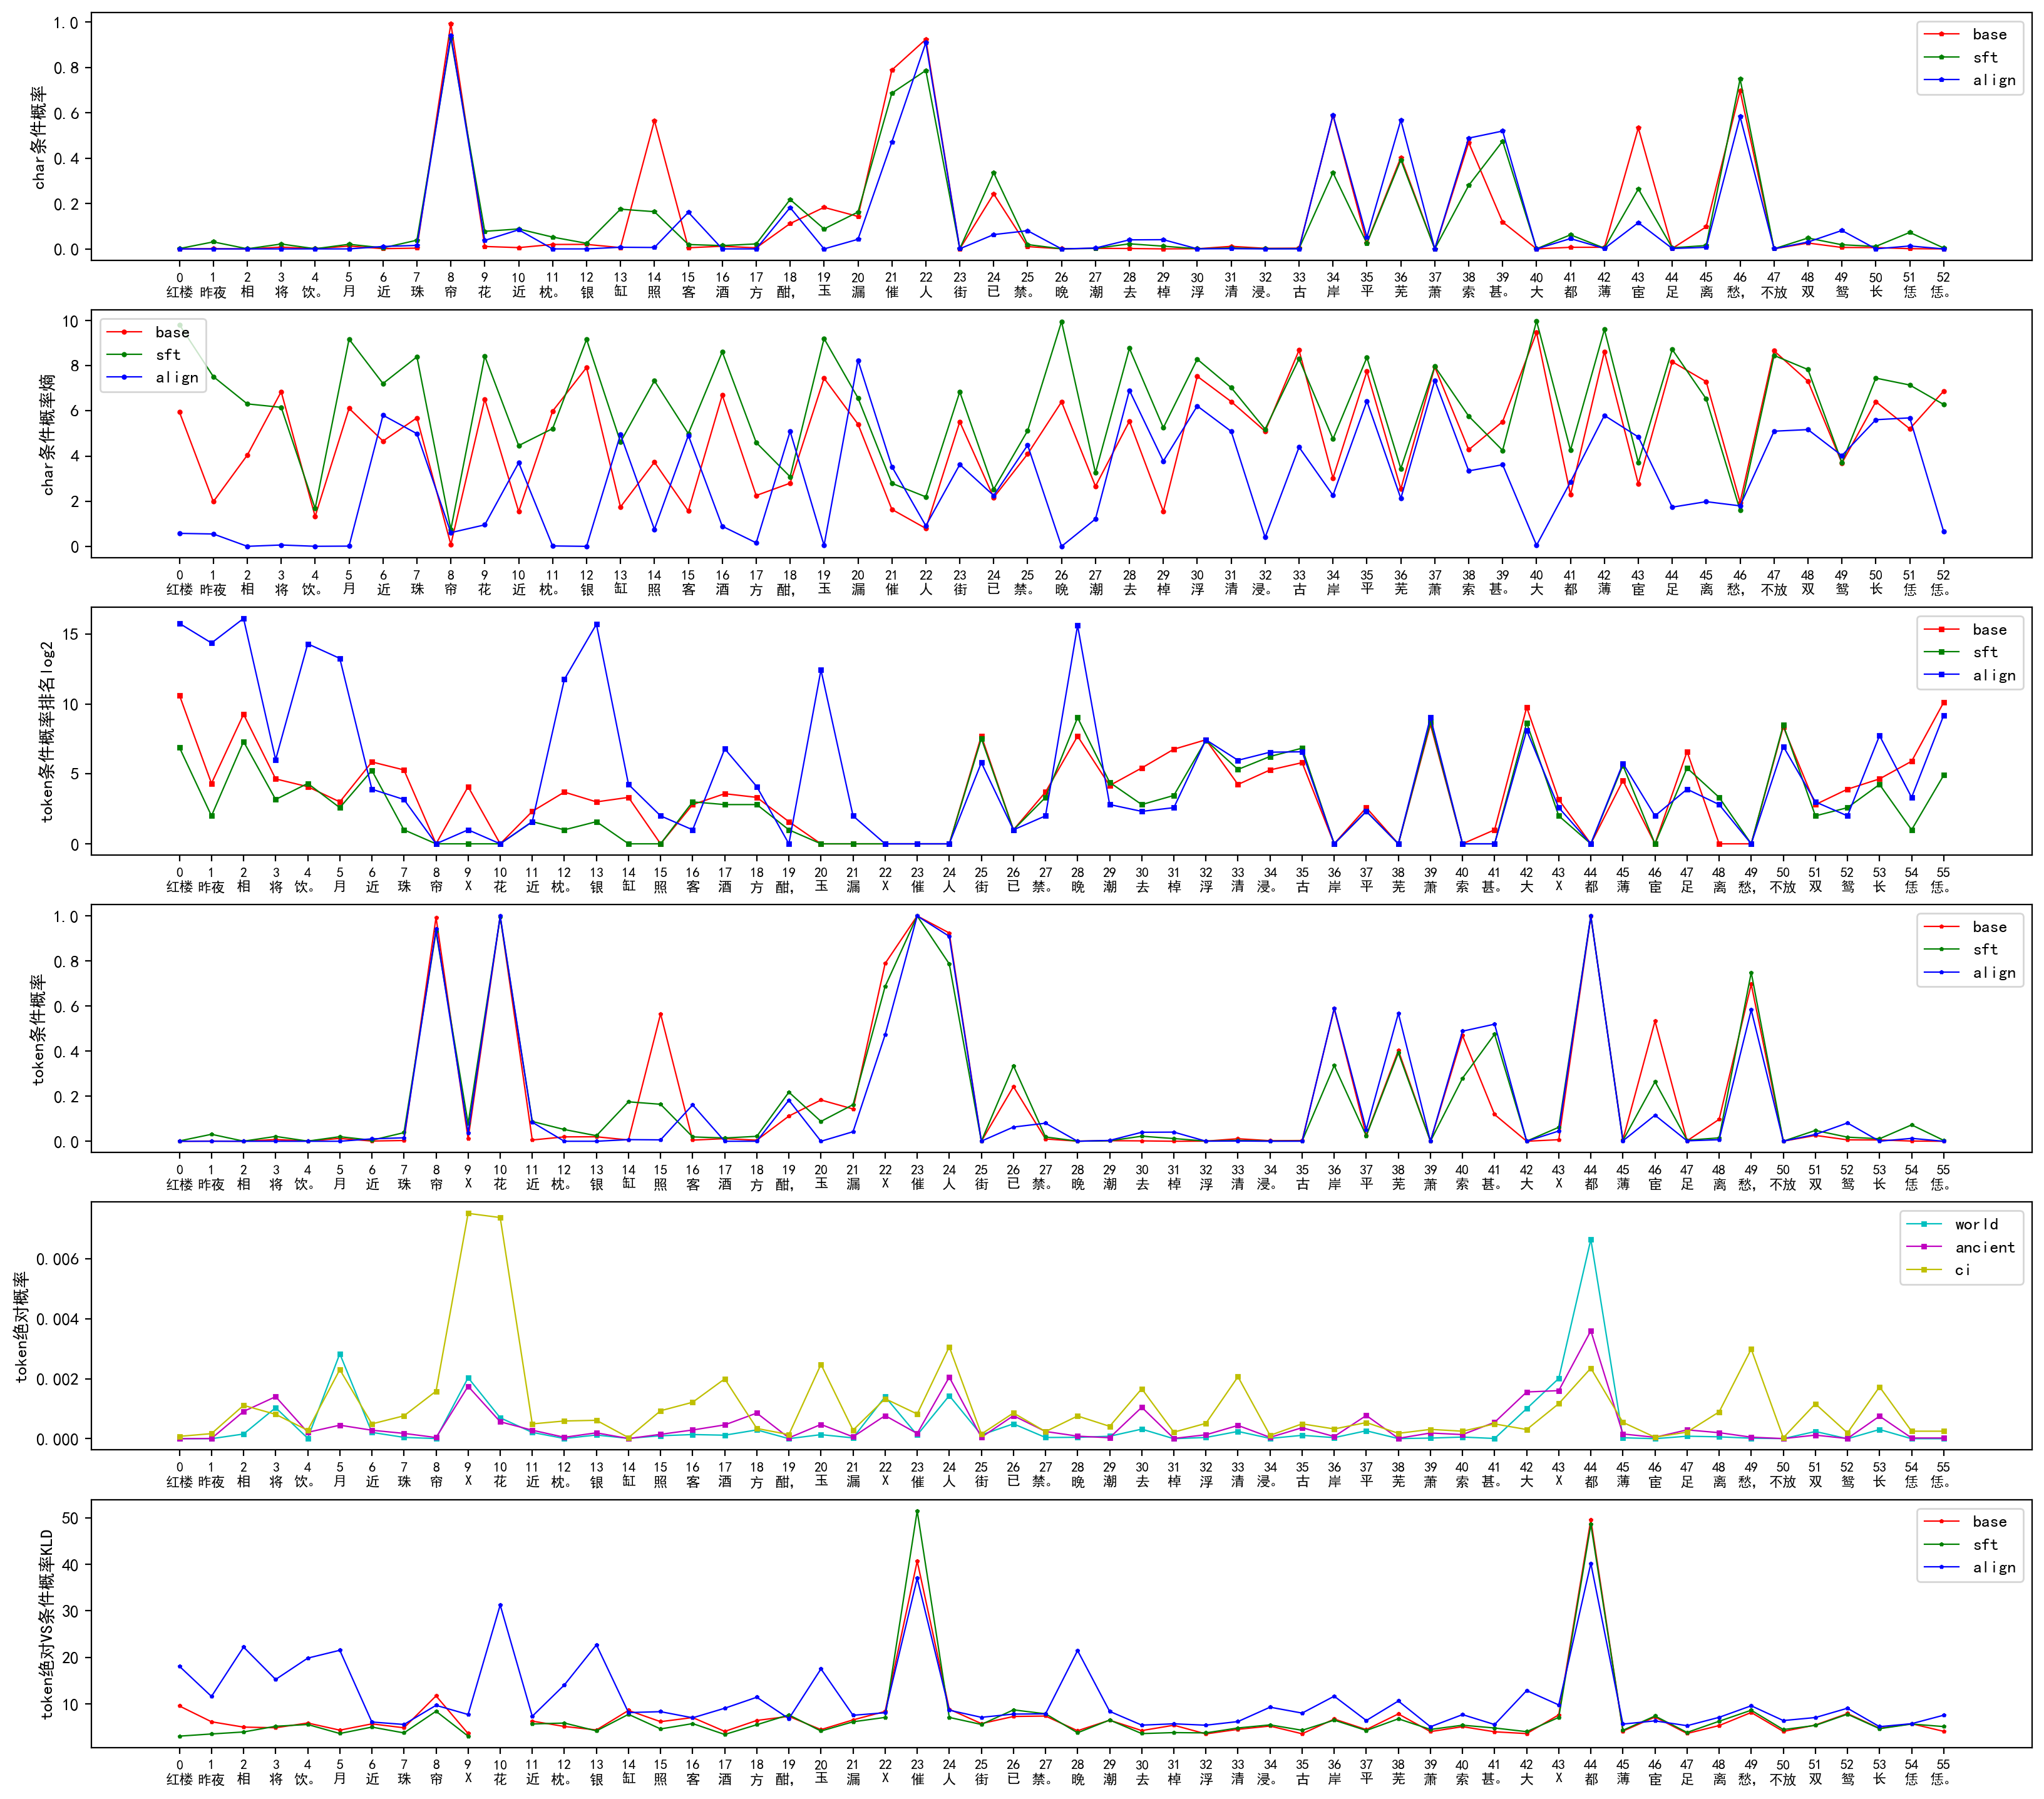 char条件概率
1.0
0.8
0.6
0.4
0.2
0.0
base
sft
align
0 1 2 3 4 5 6 7 8 9 10 11 12 13 14 15 16 17 18 19 20 21 22 23 24 25 26 27 28 29 30 31 32 33 34 35 36 37 38 39 40 41 42 43 44 45 46 47 48 49 50 51 52
红楼 昨夜 相 将 饮。 月 近 珠 帘 花 近 枕。 银 缸 照 客 酒 方 酣, 玉 漏 催 人 街 已 禁。 晚 潮 去 棹 浮 清 浸。 古 岸 平 芜 萧 索 甚。 大 都 薄 宦 足 离 愁, 不放 双 鸳 长 恁 恁。
char条件概率熵
10
8
6
4
2
0
base
sft
align
0 1 2 3 4 5 6 7 8 9 10 11 12 13 14 15 16 17 18 19 20 21 22 23 24 25 26 27 28 29 30 31 32 33 34 35 36 37 38 39 40 41 42 43 44 45 46 47 48 49 50 51 52
红楼 昨夜 相 将 饮。 月 近 珠 帘 花 近 枕。 银 缸 照 客 酒 方 酣, 玉 漏 催 人 街 已 禁。 晚 潮 去 棹 浮 清 浸。 古 岸 平 芜 萧 索 甚。 大 都 薄 宦 足 离 愁, 不放 双 鸳 长 恁 恁。
token条件概率排名log2
15
10
5
0
base
sft
align
0 1 2 3 4 5 6 7 8 9 10 11 12 13 14 15 16 17 18 19 20 21 22 23 24 25 26 27 28 29 30 31 32 33 34 35 36 37 38 39 40 41 42 43 44 45 46 47 48 49 50 51 52 53 54 55
红楼 昨夜 相 将 饮。 月 近 珠 帘 X 花 近 枕。 银 缸 照 客 酒 方 酣, 玉 漏 X 催 人 街 已 禁。 晚 潮 去 棹 浮 清 浸。 古 岸 平 芜 萧 索 甚。 大 X 都 薄 宦 足 离 愁, 不放 双 鸳 长 恁 恁。
token条件概率
1.0
0.8
0.6
0.4
0.2
0.0
base
sft
align
0 1 2 3 4 5 6 7 8 9 10 11 12 13 14 15 16 17 18 19 20 21 22 23 24 25 26 27 28 29 30 31 32 33 34 35 36 37 38 39 40 41 42 43 44 45 46 47 48 49 50 51 52 53 54 55
红楼 昨夜 相 将 饮。 月 近 珠 帘 X 花 近 枕。 银 缸 照 客 酒 方 酣, 玉 漏 X 催 人 街 已 禁。 晚 潮 去 棹 浮 清 浸。 古 岸 平 芜 萧 索 甚。 大 X 都 薄 宦 足 离 愁, 不放 双 鸳 长 恁 恁。
token绝对概率
0.006
0.004
0.002
0.000
world
ancient
ci
0 1 2 3 4 5 6 7 8 9 10 11 12 13 14 15 16 17 18 19 20 21 22 23 24 25 26 27 28 29 30 31 32 33 34 35 36 37 38 39 40 41 42 43 44 45 46 47 48 49 50 51 52 53 54 55
红楼 昨夜 相 将 饮。 月 近 珠 帘 X 花 近 枕。 银 缸 照 客 酒 方 酣, 玉 漏 X 催 人 街 已 禁。 晚 潮 去 棹 浮 清 浸。 古 岸 平 芜 萧 索 甚。 大 X 都 薄 宦 足 离 愁, 不放 双 鸳 长 恁 恁。
token绝对VS条件概率KLD
50
40
30
20
10
base
sft
align
0 1 2 3 4 5 6 7 8 9 10 11 12 13 14 15 16 17 18 19 20 21 22 23 24 25 26 27 28 29 30 31 32 33 34 35 36 37 38 39 40 41 42 43 44 45 46 47 48 49 50 51 52 53 54 55
红楼 昨夜 相 将 饮。 月 近 珠 帘 X 花 近 枕。 银 缸 照 客 酒 方 酣, 玉 漏 X 催 人 街 已 禁。 晚 潮 去 棹 浮 清 浸。 古 岸 平 芜 萧 索 甚。 大 X 都 薄 宦 足 离 愁, 不放 双 鸳 长 恁 恁。